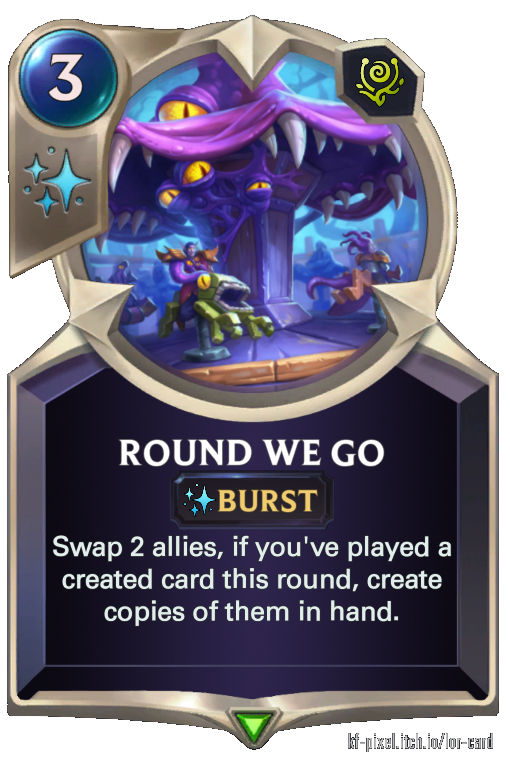 3
ROUND WE GO
BURST
Swap 2 allies, if you've played a
created card this round, create
copies of them in hand.
kf-pixel.itch.io/lor-card